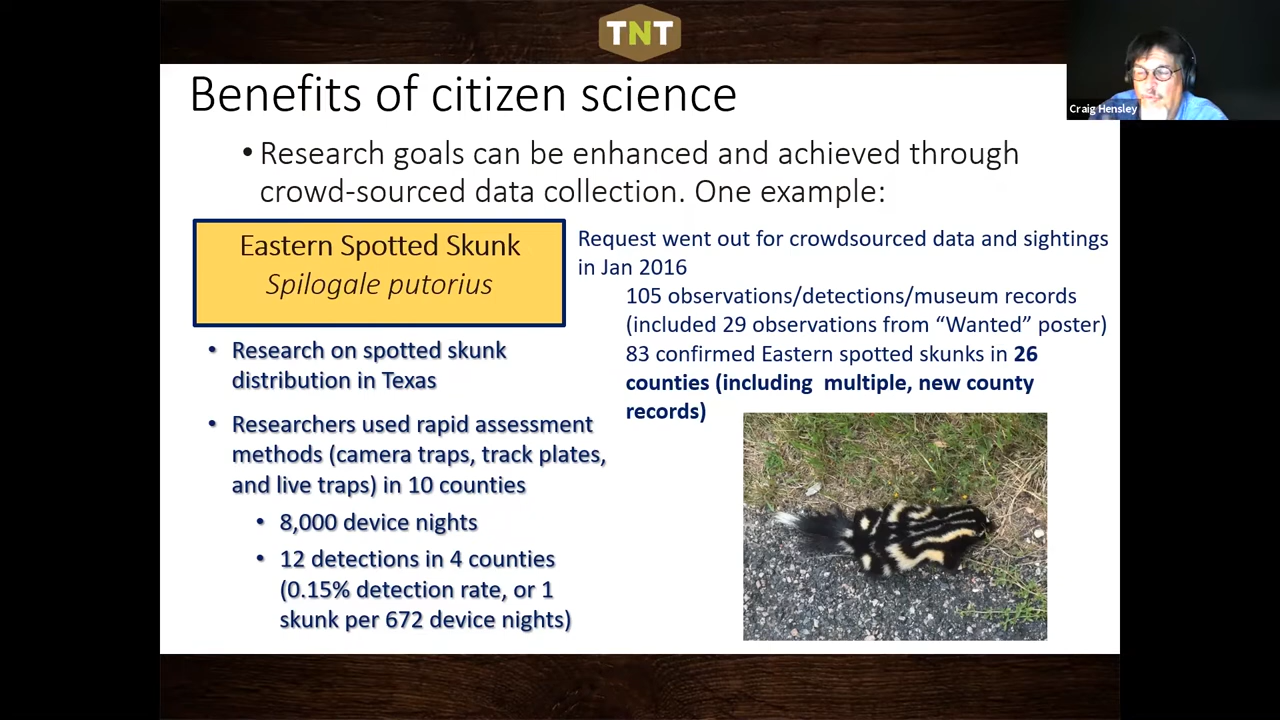 TNT
Craig Hensley
Benefits of citizen science
• Research goals can be enhanced and achieved through
crowd-sourced data collection. One example:
Eastern Spotted Skunk
Spilogale putorius
• Research on spotted skunk
distribution in Texas
• Researchers used rapid assessment
methods (camera traps, track plates,
and live traps) in 10 counties
• 8,000 device nights
• 12 detections in 4 counties
(0.15% detection rate, or 1
skunk per 672 device nights)
Request went out for crowdsourced data and sightings
in Jan 2016
105 observations/detections/museum records
(included 29 observations from “Wanted” poster)
83 confirmed Eastern spotted skunks in 26
counties (including multiple, new county
records)